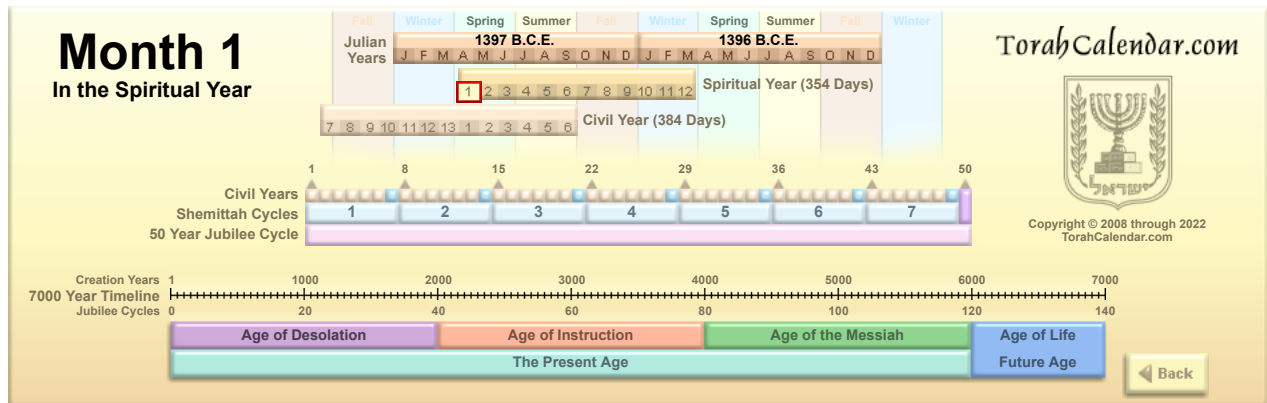 Month 1
In the Spiritual Year
Fall Winter Spring Summer Fall Winter Spring Summer Fall Winter
Julian Years
1397 B.C.E. 1396 B.C.E.
J F M A M J J A S O N D J F M A M J J A S O N D
1 2 3 4 5 6 7 8 9 10 11 12 Spiritual Year (354 Days)
7 8 9 10 11 12 13 1 2 3 4 5 6 Civil Year (384 Days)
1 8 15 22 29 36 43 50
Civil Years
Shemittah Cycles 1 2 3 4 5 6 7
50 Year Jubilee Cycle
TorahCalendar.com
ישראל
Copyright © 2008 through 2022
TorahCalendar.com
Creation Years 1 1000 2000 3000 4000 5000 6000 7000
7000 Year Timeline
Jubilee Cycles 0 20 40 60 80 100 120 140
Age of Desolation Age of Instruction Age of the Messiah Age of Life
The Present Age Future Age
Back